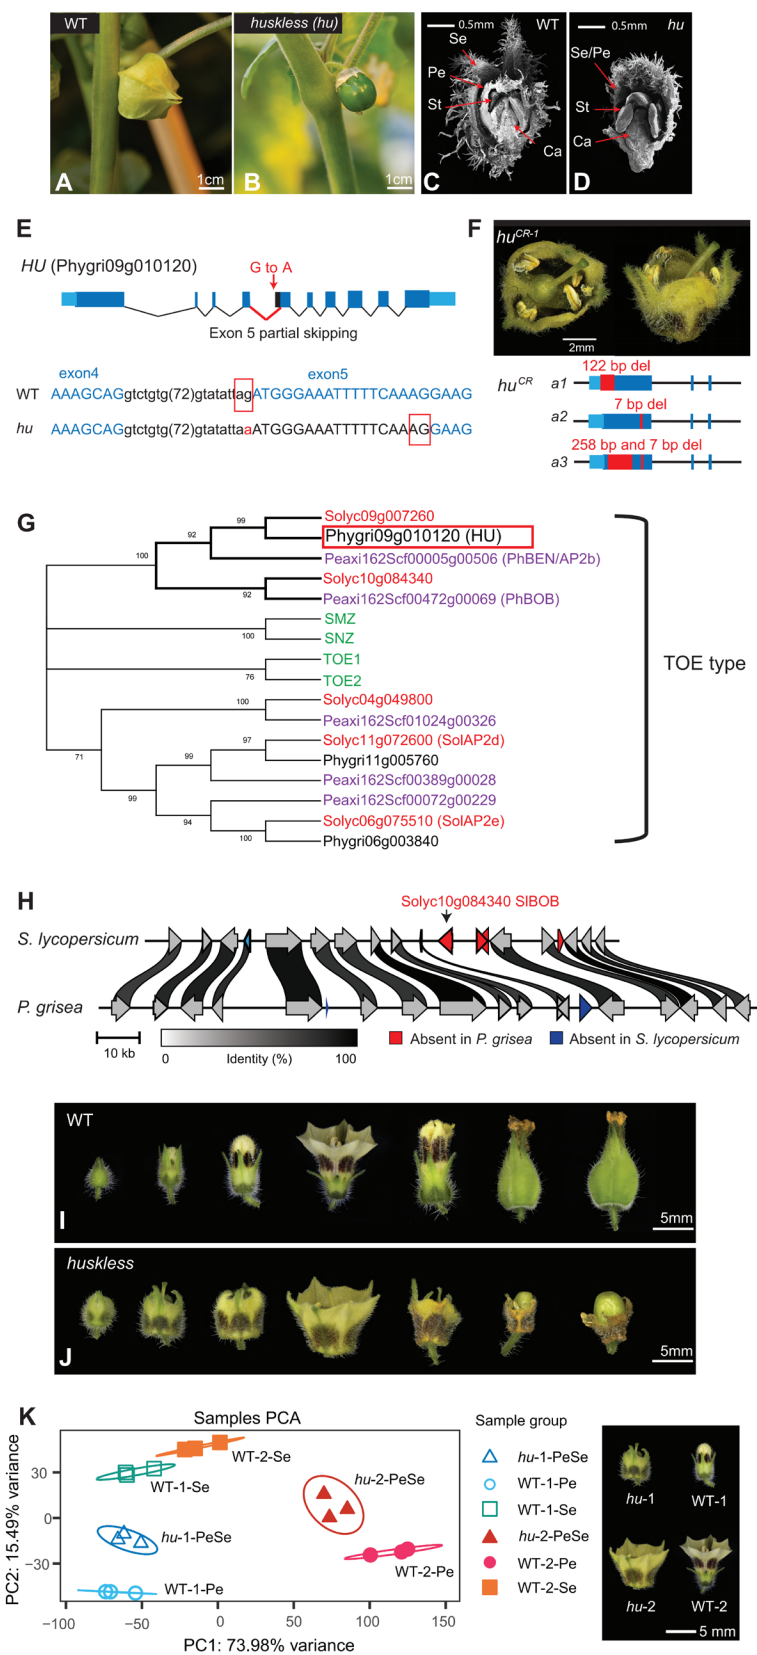 WT
huskless (hu)
A
1cm
B
1cm
0.5mm
WT
Se
Pe
St
Ca
C
0.5mm
hu
Se/Pe
St
Ca
D
E
HU (Phygri09g010120)
G to A
Exon 5 partial skipping
exon4
exon5
WT AAAGCAGgtctgtg(72)gtatattagATGGGAAATTTTTCAAAGGAAG
hu AAAGCAGgtctgtg(72)gtatattaaATGGGAAATTTTTCAAAGGAAG
F
huCR-1
2mm
122 bp del
huCR
a1
7 bp del
a2
258 bp and 7 bp del
a3
G
Solyc09g007260
99
Phygri09g010120 (HU)
92
Peaxi162Scf00005g00506 (PhBEN/AP2b)
100
Solyc10g084340
92
Peaxi162Scf00472g00069 (PhBOB)
SMZ
100
SNZ
TOE1
TOE type
76
TOE2
Solyc04g049800
100
Peaxi162Scf01024g00326
Solyc11g072600 (SolAP2d)
97
71
99
Phygri11g005760
Peaxi162Scf00389g00028
99
Peaxi162Scf00072g00229
94
Solyc06g075510 (SolAP2e)
100
Phygri06g003840
H
Solyc10g084340 SlBOB
S. lycopersicum
P. grisea
10 kb
0
Identity (%)
100
Absent in P. grisea
Absent in S. lycopersicum
WT
I
5mm
huskless
J
5mm
K
Samples PCA
PC2: 15.49% variance
30
0
−30
WT-2-Se
WT-1-Se
hu-2-PeSe
hu-1-PeSe
WT-2-Pe
WT-1-Pe
−100
−50
0
50
100
150
PC1: 73.98% variance
Sample group
hu-1-PeSe
WT-1-Pe
WT-1-Se
hu-2-PeSe
WT-2-Pe
WT-2-Se
hu-1
WT-1
hu-2
WT-2
5 mm